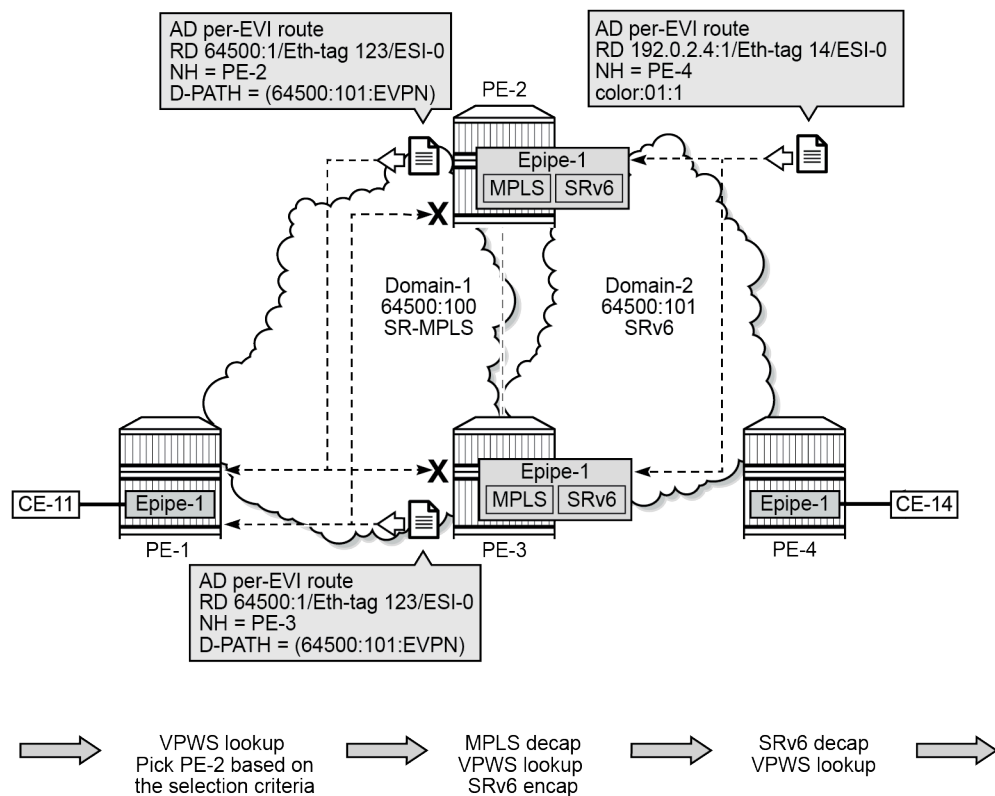 AD per-EVI route
RD 64500:1/Eth-tag 123/ESI-0
NH = PE-2
D-PATH = (64500:101:EVPN)
AD per-EVI route
RD 192.0.2.4:1/Eth-tag 14/ESI-0
NH = PE-4
color:01:1
PE-2
Epipe-1
MPLS
SRv6
X
Domain-1
64500:100
SR-MPLS
Domain-2
64500:101
SRv6
X
CE-11
Epipe-1
PE-1
Epipe-1
MPLS
SRv6
PE-3
Epipe-1
CE-14
PE-4
AD per-EVI route
RD 64500:1/Eth-tag 123/ESI-0
NH = PE-3
D-PATH = (64500:101:EVPN)
VPWS lookup
Pick PE-2 based on
the selection criteria
MPLS decap
VPWS lookup
SRv6 encap
SRv6 decap
VPWS lookup